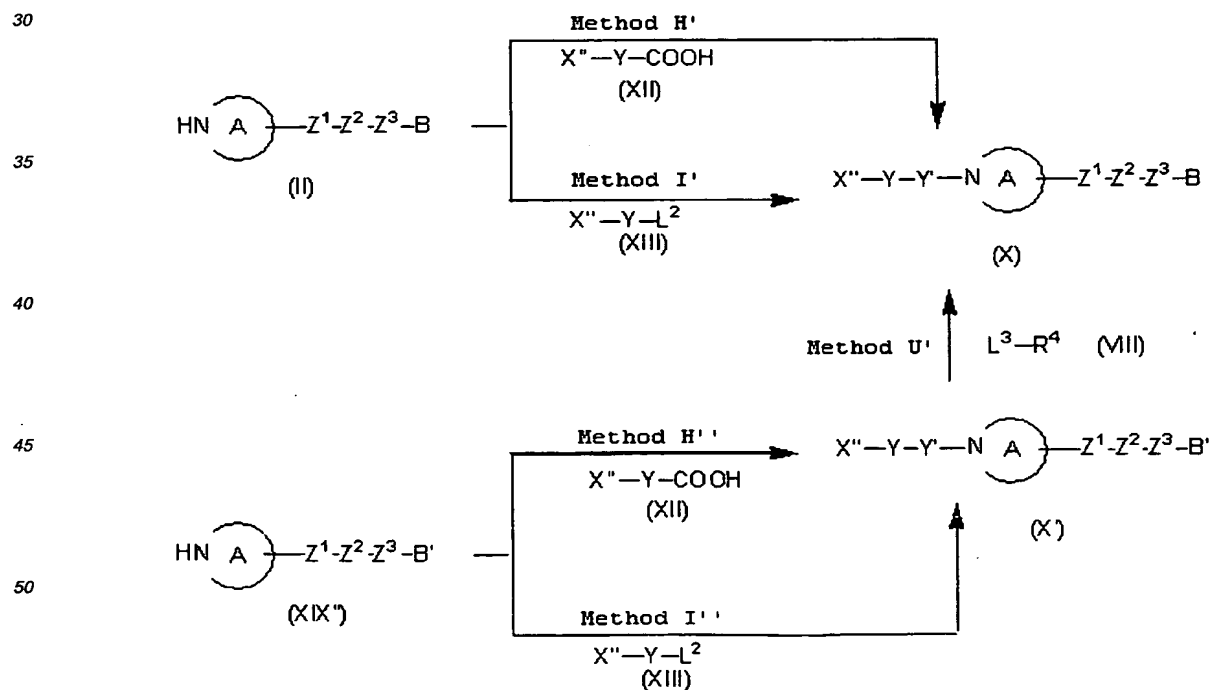 30
Method H'
X''—Y—COOH
(XII)
HN A —Z¹-Z²-Z³—B
(II)
35
Method I'
X''—Y—L²
(XIII)
X''—Y—Y'—N A —Z¹-Z²-Z³—B
(X)
40
Method U' L³—R⁴ (VIII)
45
Method H''
X''—Y—COOH
(XII)
X''—Y—Y'—N A —Z¹-Z²-Z³—B'
(X')
HN A —Z¹-Z²-Z³—B'
(XIX'')
50
Method I''
X''—Y—L²
(XIII)